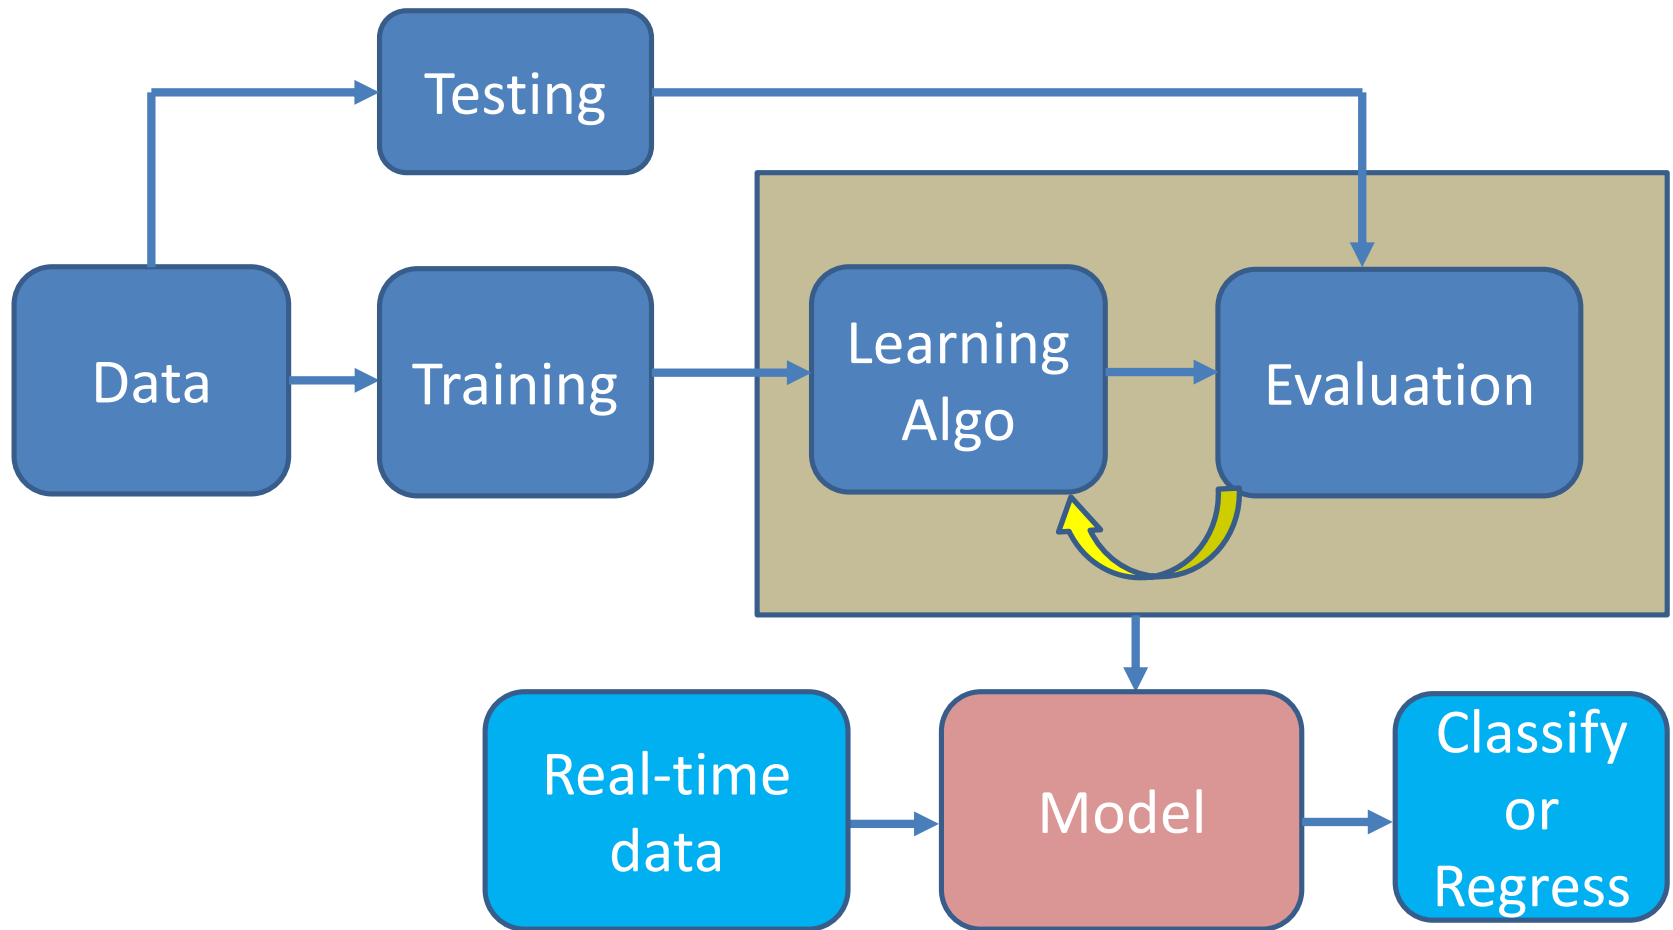 Testing
Data
Training
Learning
Algo
Evaluation
Real-time
data
Model
Classify
or
Regress